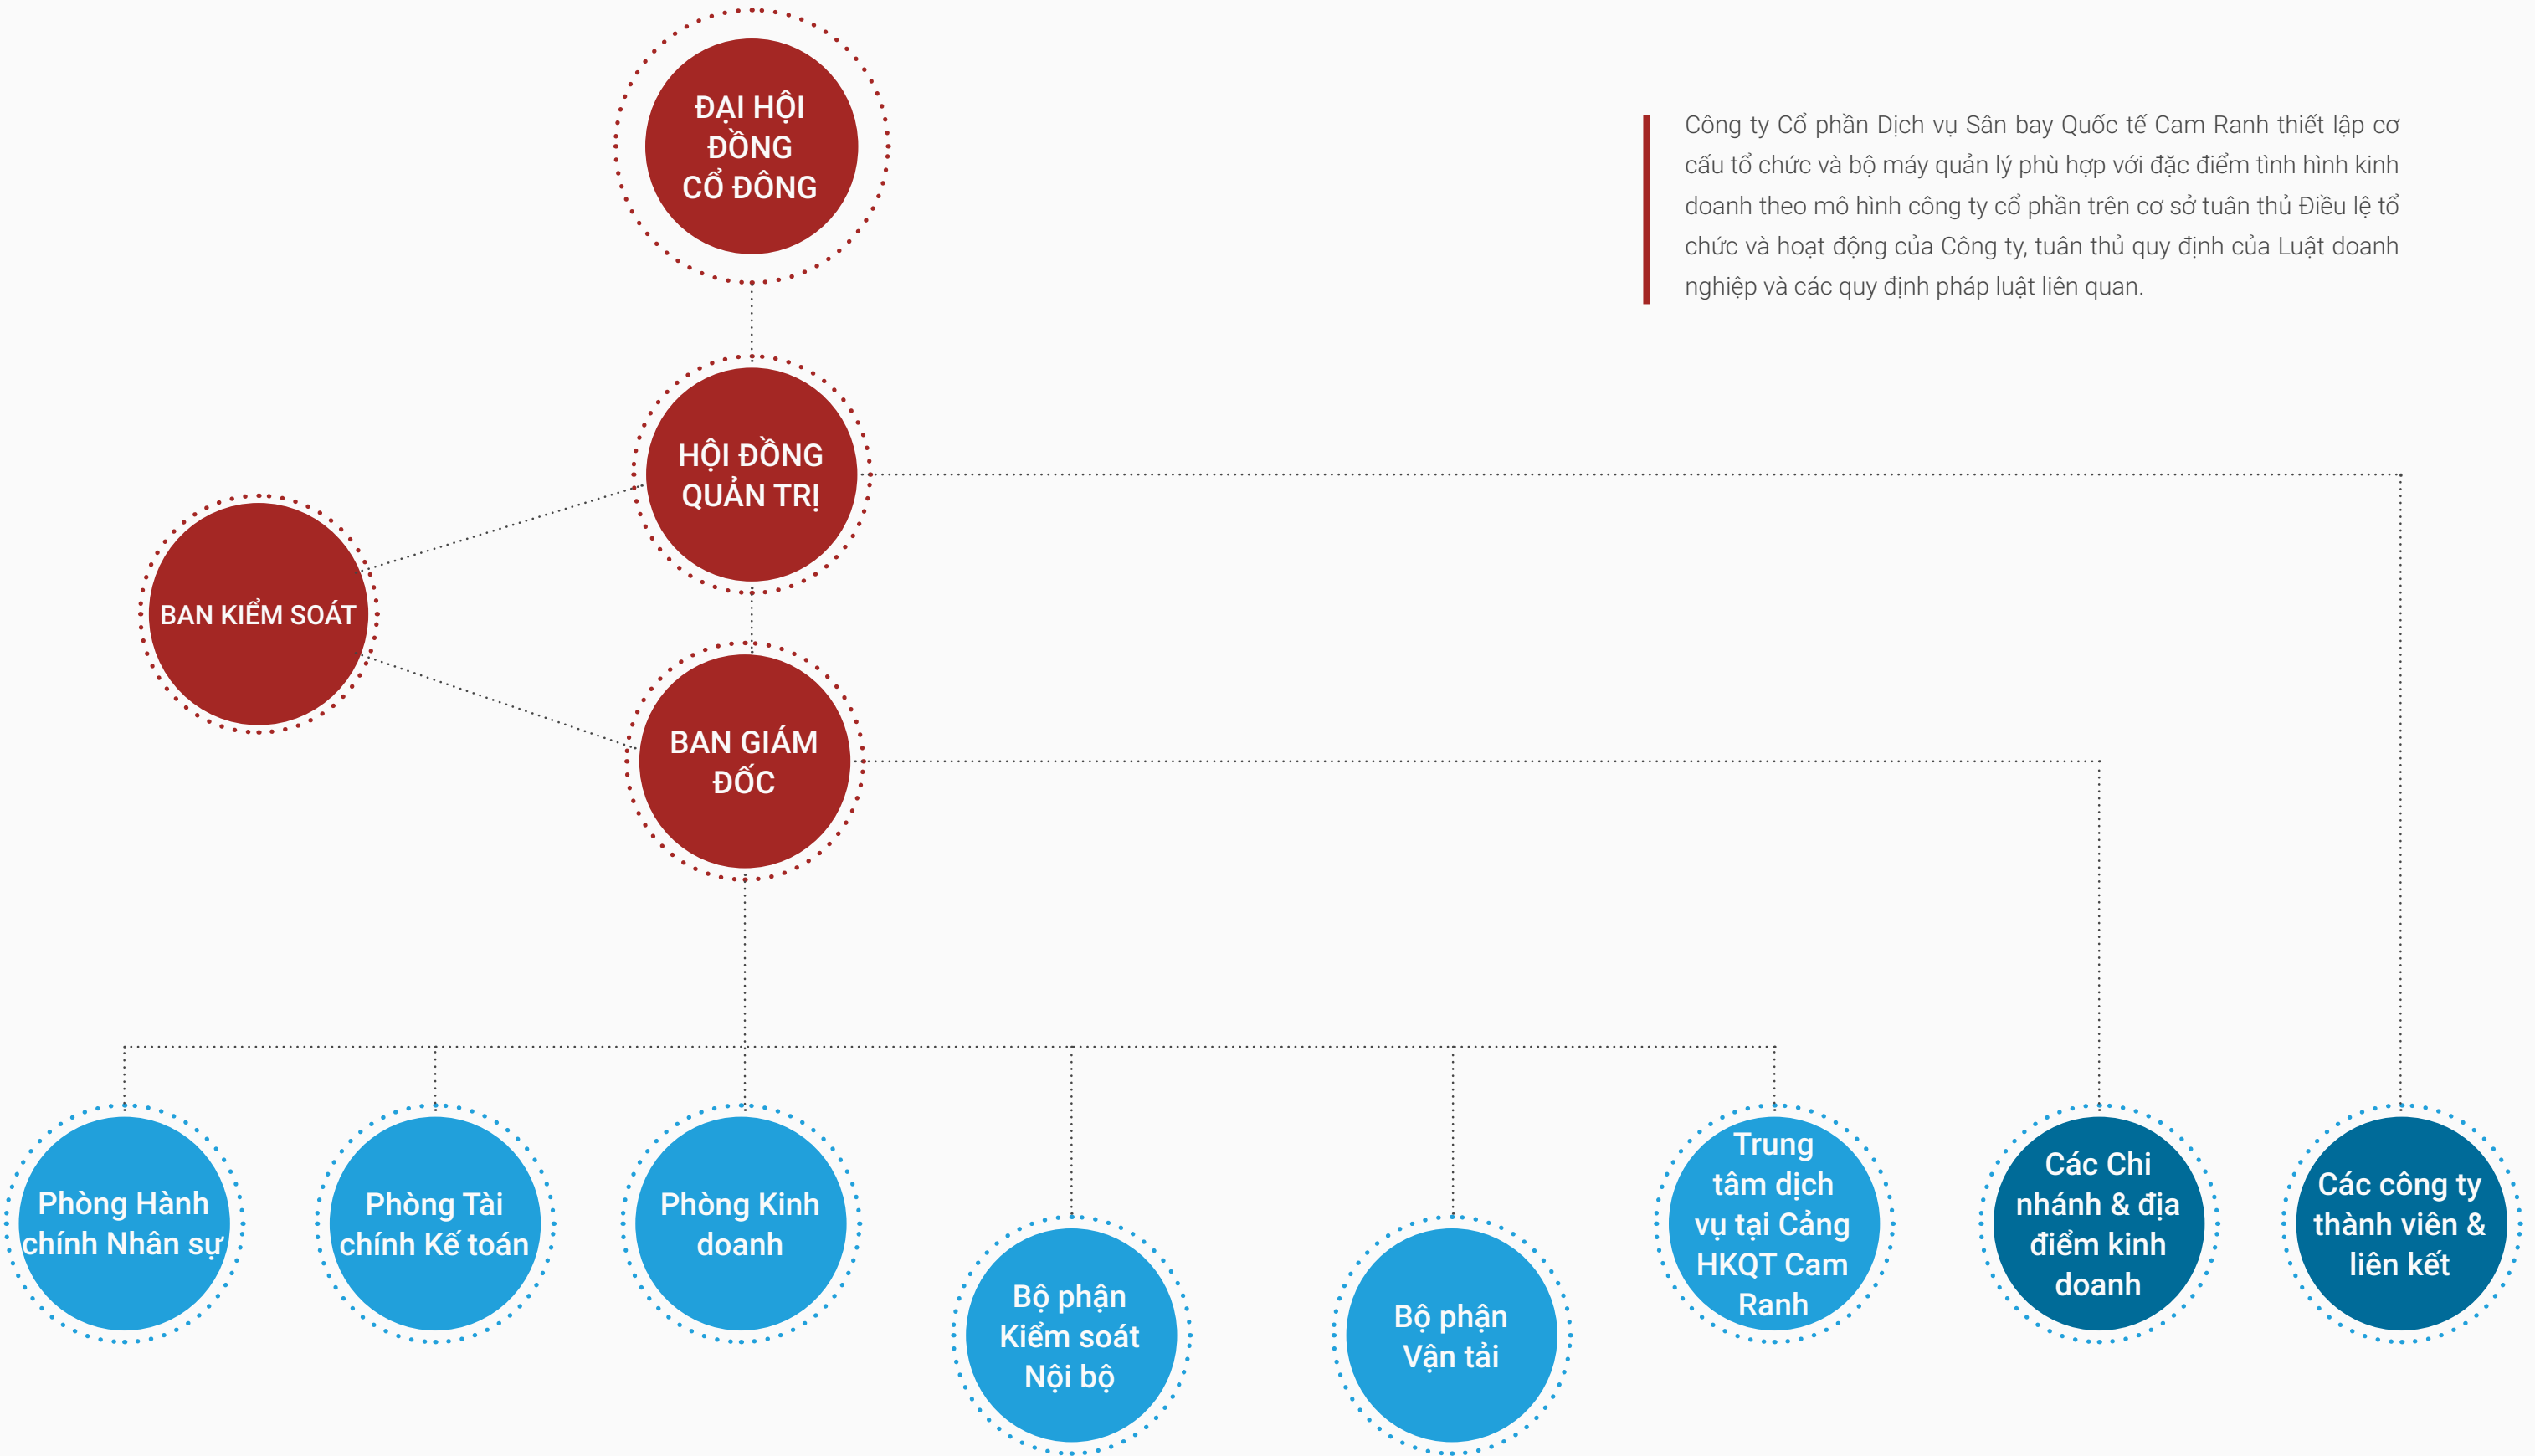 ĐẠI HỘI
ĐỒNG
CỔ ĐÔNG
Công ty Cổ phần Dịch vụ Sân bay Quốc tế Cam Ranh thiết lập cơ
cấu tổ chức và bộ máy quản lý phù hợp với đặc điểm tình hình kinh
doanh theo mô hình công ty cổ phần trên cơ sở tuân thủ Điều lệ tổ
chức và hoạt động của Công ty, tuân thủ quy định của Luật doanh
nghiệp và các quy định pháp luật liên quan.
HỘI ĐỒNG
QUẢN TRỊ
BAN KIỂM SOÁT
BAN GIÁM
ĐỐC
Phòng Hành
chính Nhân sự
Phòng Tài
chính Kế toán
Phòng Kinh
doanh
Bộ phận
Kiểm soát
Nội bộ
Bộ phận
Vận tải
Trung
tâm dịch
vụ tại Cảng
HKQT Cam
Ranh
Các Chi
nhánh & địa
điểm kinh
doanh
Các công ty
thành viên &
liên kết